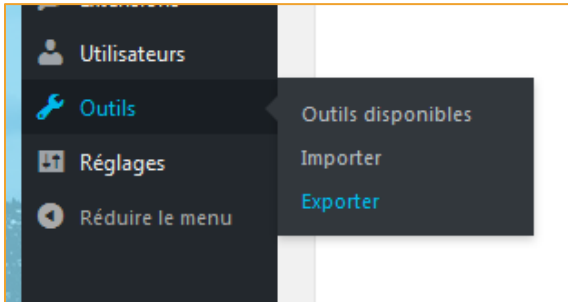 Utilisateurs
Outils
Outils disponibles
Importer
Exporter
Réglages
Réduire le menu